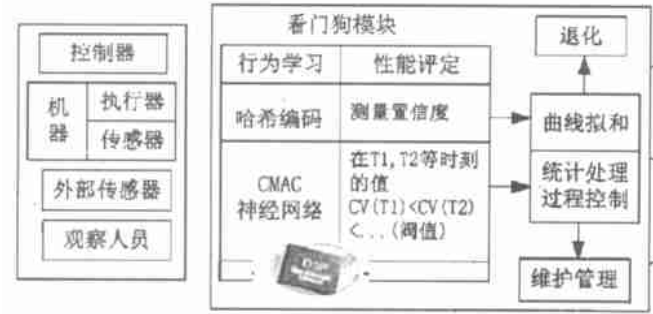 控制器
机器
执行器
传感器
外部传感器
观察人员
看门狗模块
行为学习
性能评定
哈希编码
测量置信度
CMAC
神经网络
在T1,T2等时刻
的值
CV(T1)<CV(T2)
<...(阀值)
退化
曲线拟和
统计处理
过程控制
维护管理